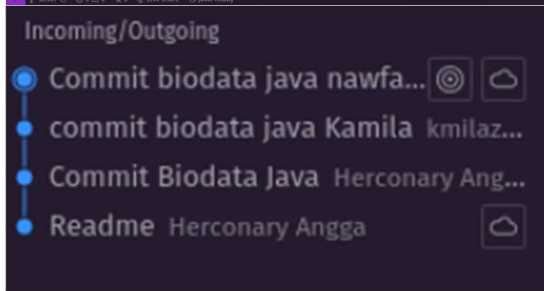 Incoming/Outgoing
Commit biodata java nawfa...
commit biodata java Kamila kmilaz...
Commit Biodata Java Herconary Ang...
Readme Herconary Angga